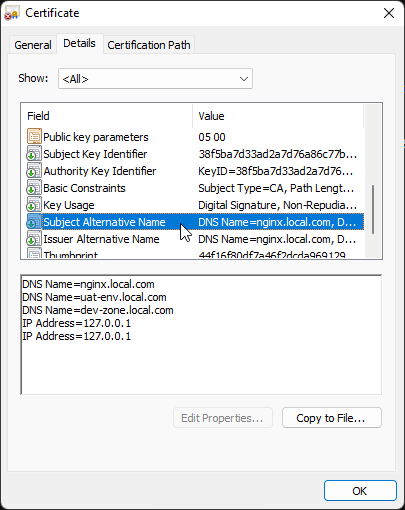 Certificate
General Details Certification Path
Show: <All>
Field Value
Public key parameters 05 00
Subject Key Identifier 38f5ba7d33ad2a7d76a86c77b...
Authority Key Identifier KeyID=38f5ba7d33ad2a7d76...
Basic Constraints Subject Type=CA, Path Lengt...
Key Usage Digital Signature, Non-Repudia...
Subject Alternative Name DNS Name=nginx.local.com, D...
Issuer Alternative Name DNS Name=nginx.local.com, D...
Thumbprint 44f16f80df7a46f2dcda969129
DNS Name=nginx.local.com
DNS Name=uat-env.local.com
DNS Name=dev-zone.local.com
IP Address=127.0.0.1
IP Address=127.0.0.1
Edit Properties... Copy to File...
OK